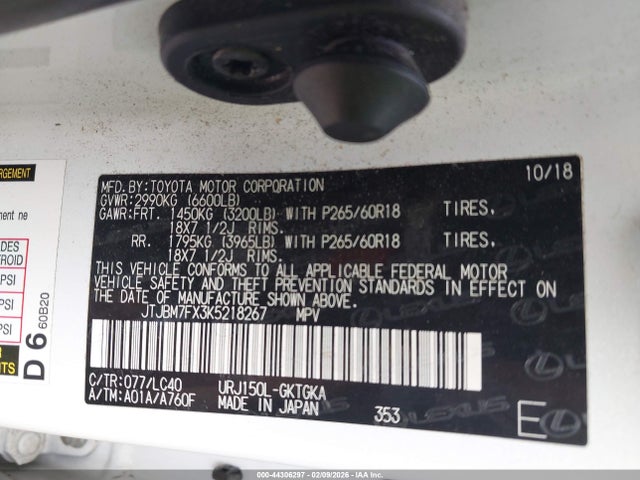 10/18
MFD. BY: TOYOTA MOTOR CORPORATION
GVWR: 2990KG (6600LB)
GAWR: FRT. 1450KG (3200LB) WITH P265/60R18 TIRES,
18X7 1/2J RIMS.
RR. 1795KG (3965LB) WITH P265/60R18 TIRES,
18X7 1/2J RIMS.
THIS VEHICLE CONFORMS TO ALL APPLICABLE FEDERAL MOTOR
VEHICLE SAFETY AND THEFT PREVENTION STANDARDS IN EFFECT ON
THE DATE OF MANUFACTURE SHOWN ABOVE.
JTJBM7FX3K5218267 MPV
C/TR: 077/LC40 URJ150L-GKTGKA
A/TM: A01A/A760F MADE IN JAPAN 353 E
LEXUS
PSI
PSI
PSI
D 6 60B20
000-44306297 - 02/09/2026 - IAA Inc.